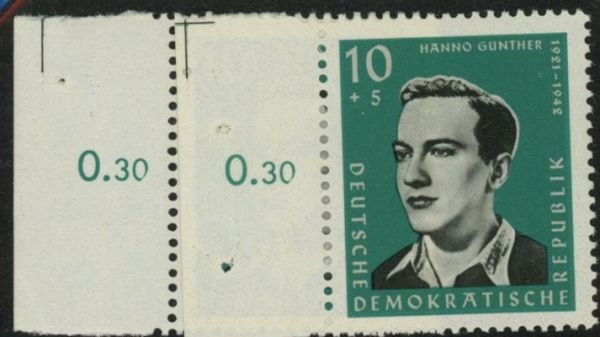 0.30
0.30
10
+ 5
HANNO GÜNTHER
1921–1942
DEUTSCHE
DEMOKRATISCHE
REPUBLIK